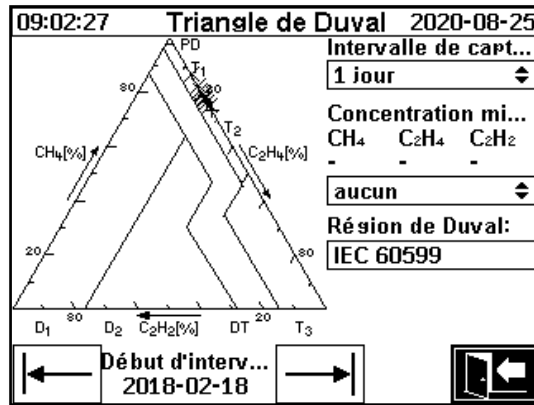 09:02:27 Triangle de Duval 2020-08-25
Intervalle de capt...
1 jour
Concentration mi...
CH₄ C₂H₄ C₂H₂
- - -
aucun
Région de Duval:
IEC 60599
PD
T₁
80
20
T₂
CH₄[%]
C₂H₄[%]
20
80
D₁
80
D₂
C₂H₂[%]
DT
20
T₃
Début d'interv...
2018-02-18